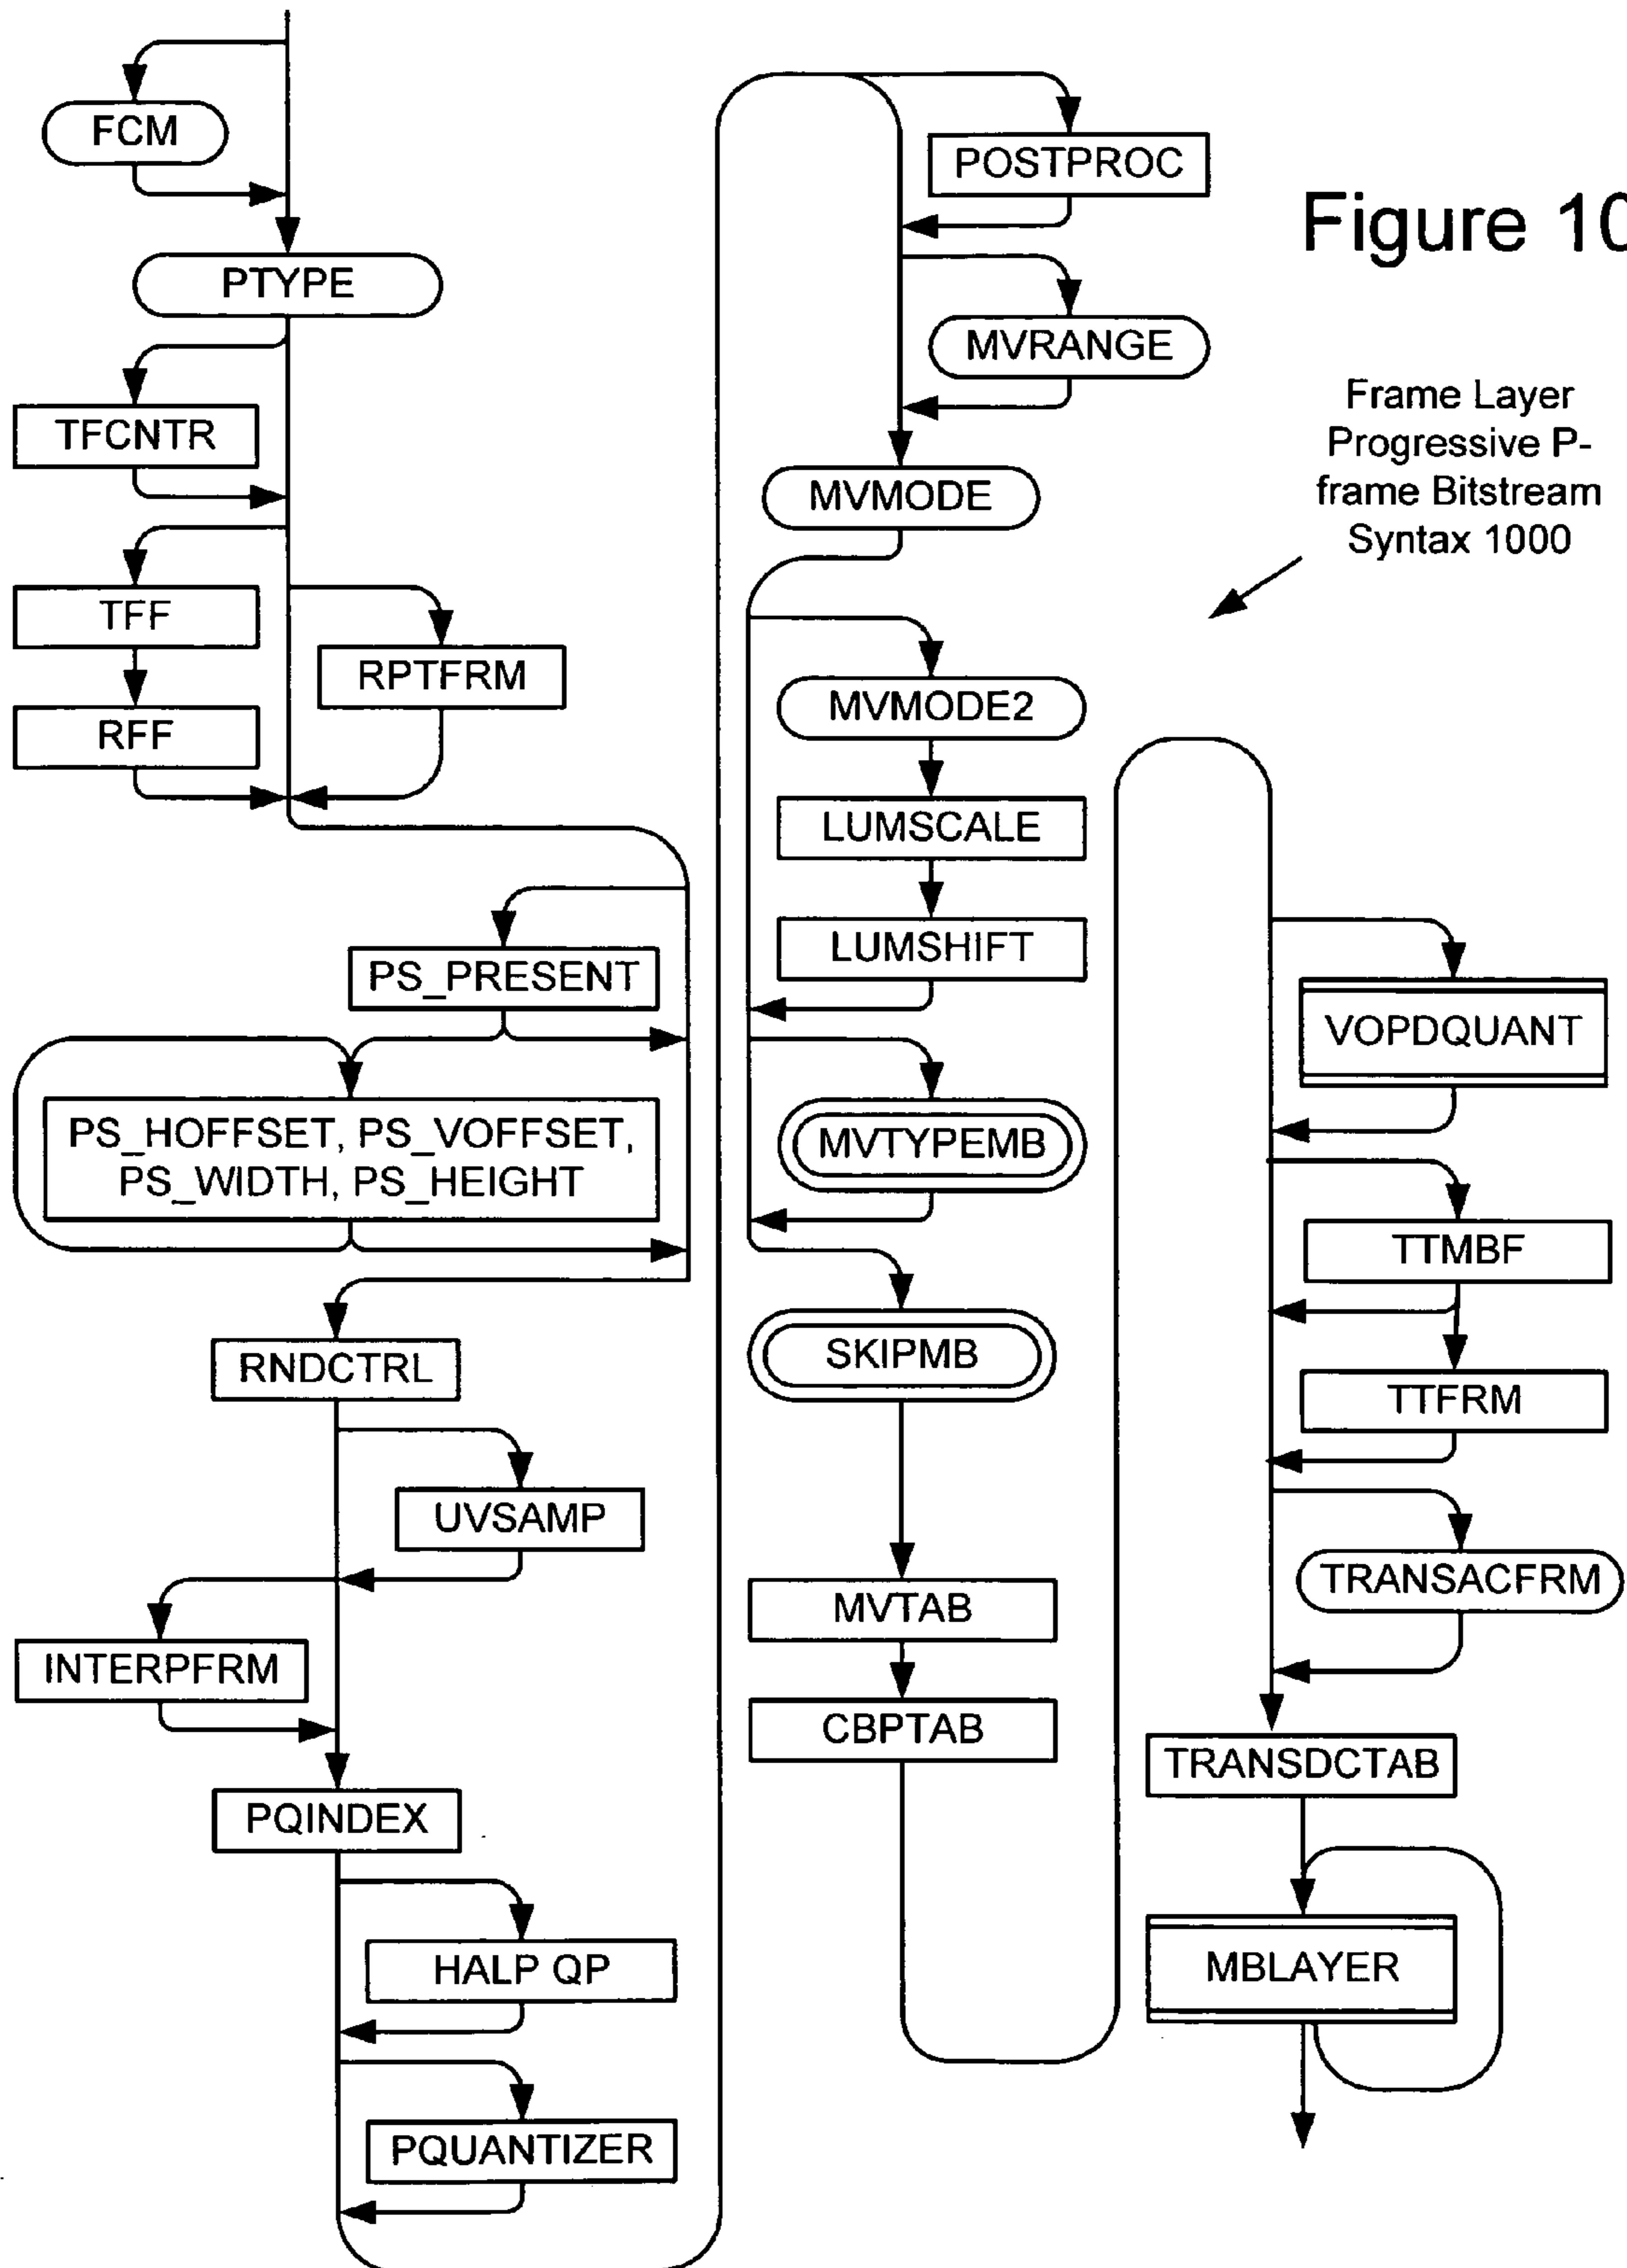 FCM
PTYPE
TFCNTR
TFF
RFF
RPTFRM
PS_PRESENT
PS_HOFFSET, PS_VOFFSET,
PS_WIDTH, PS_HEIGHT
RNDCTRL
UVSAMP
INTERPFRM
PQINDEX
HALP QP
PQUANTIZER
POSTPROC
MVRANGE
MVMODE
MVMODE2
LUMSCALE
LUMSHIFT
MVTYPEMB
SKIPMB
MVTAB
CBPTAB
Figure 10
Frame Layer
Progressive P-
frame Bitstream
Syntax 1000
VOPDQUANT
TTMBF
TTFRM
TRANSACFRM
TRANSDCTAB
MBLAYER